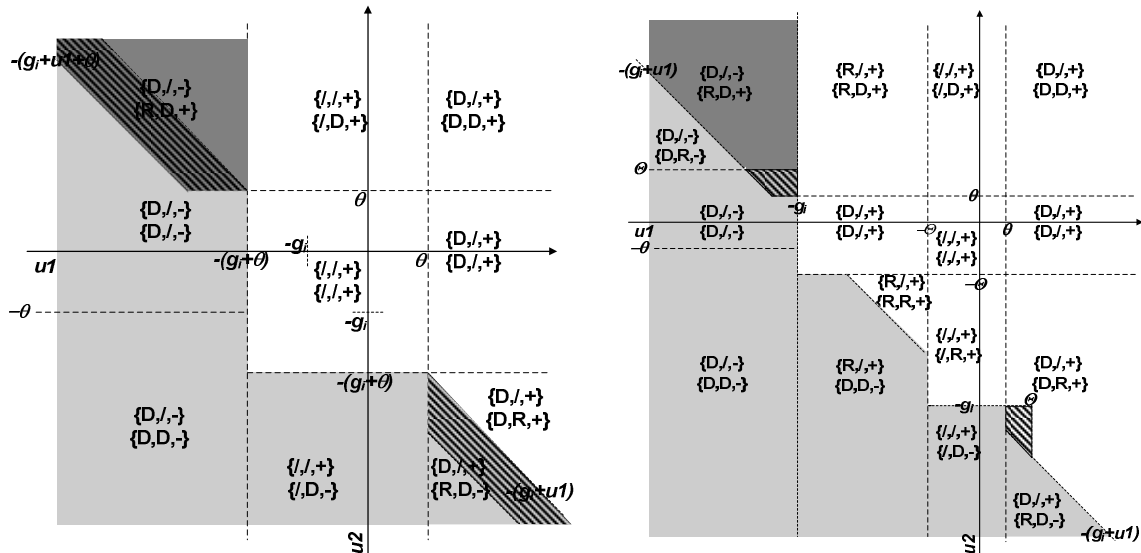 -(gᵢ+u1+θ)
{D,/,-}
{R,D,+}
{/,/,+}
{/,D,+}
{D,/,+}
{D,D,+}
θ
{D,/,-}
{D,/,-}
u1
-(gᵢ+θ)
-gᵢ
θ
{D,/,+}
{D,/,+}
{/,/,+}
{/,/,+}
-θ
-gᵢ
-(gᵢ+θ)
{D,/,-}
{D,D,-}
{D,/,+}
{D,R,+}
{/,/,+}
{/,D,-}
{D,/,+}
{R,D,-}
-(gᵢ+u1)
u2
-(gᵢ+u1)
{D,/,-}
{R,D,+}
{R,/,+}
{R,D,+}
{/,/,+}
{/,D,+}
{D,/,+}
{D,D,+}
{D,/,-}
{D,R,-}
Θ
θ
-gᵢ
{D,/,-}
{D,/,-}
u1
-θ
{D,/,+}
{D,/,+}
-Θ
{/,/,+}
{/,/,+}
θ
{D,/,+}
{D,/,+}
-Θ
{R,/,+}
{R,R,+}
{/,/,+}
{/,R,+}
{D,/,-}
{D,D,-}
{R,/,+}
{D,D,-}
{D,/,+}
{D,R,+}
-gᵢ
Θ
{/,/,+}
{/,D,-}
{D,/,+}
{R,D,-}
-(gᵢ+u1)
u2